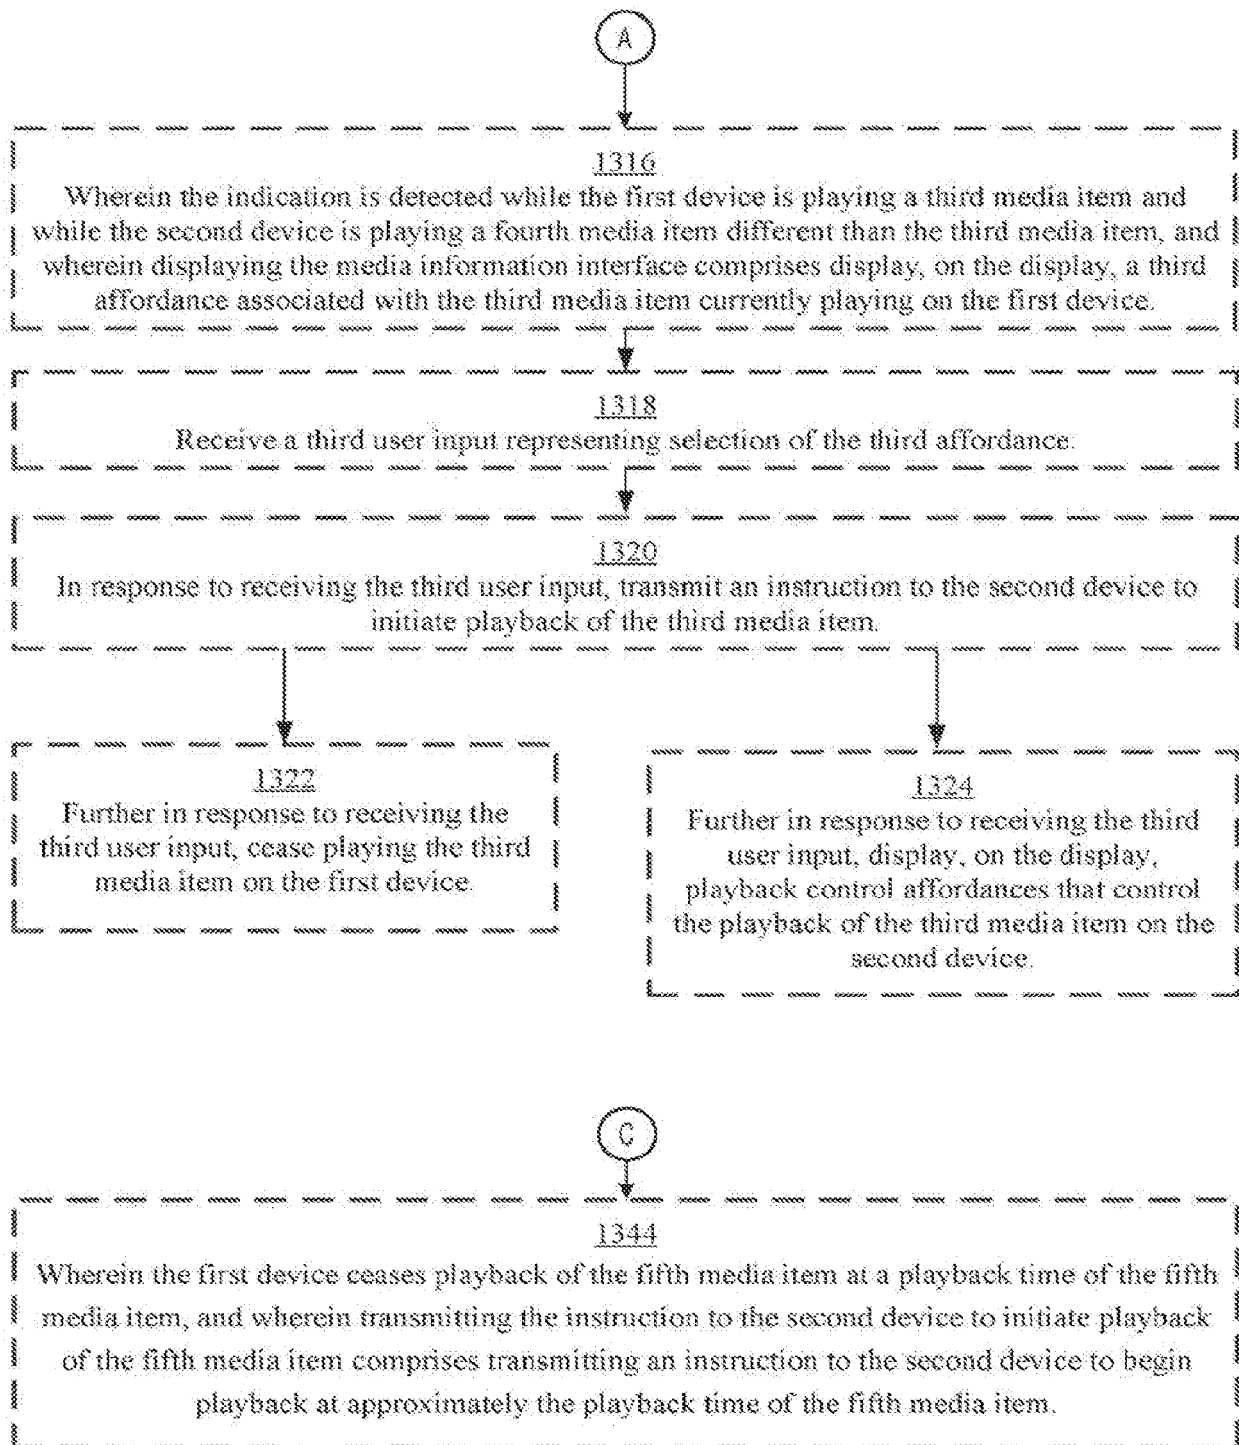 A
1316
Wherein the indication is detected while the first device is playing a third media item and
while the second device is playing a fourth media item different than the third media item, and
wherein displaying the media information interface comprises display, on the display, a third
affordance associated with the third media item currently playing on the first device.
1318
Receive a third user input representing selection of the third affordance.
1320
In response to receiving the third user input, transmit an instruction to the second device to
initiate playback of the third media item.
1322
Further in response to receiving the
third user input, cease playing the third
media item on the first device.
1324
Further in response to receiving the third
user input, display, on the display,
playback control affordances that control
the playback of the third media item on the
second device.
C
1344
Wherein the first device ceases playback of the fifth media item at a playback time of the fifth
media item, and wherein transmitting the instruction to the second device to initiate playback
of the fifth media item comprises transmitting an instruction to the second device to begin
playback at approximately the playback time of the fifth media item.